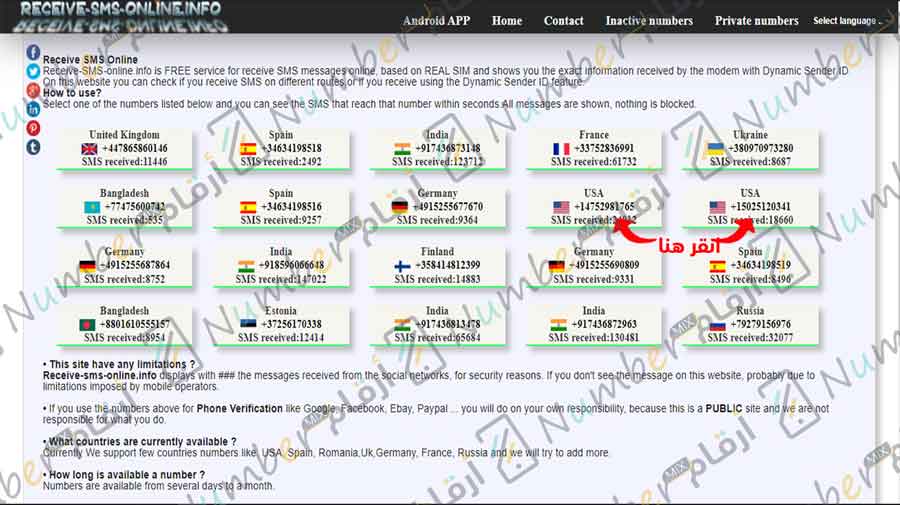 RECEIVE-SMS-ONLINE.INFO
Android APP Home Contact Inactive numbers Private numbers Select language
Receive SMS Online
Receive-SMS-online.info is FREE service for receive SMS messages online, based on REAL SIM and shows you the exact information received by the modem with Dynamic Sender ID
On this website you can check if you receive SMS on different routes or if you receive using the Dynamic Sender ID feature.
How to use?
Select one of the numbers listed below and you can see the SMS that reach that number within seconds.All messages are shown, nothing is blocked.
United Kingdom Spain India France Ukraine
+447865860146 +34634198518 +917436873148 +33752836991 +380970973280
SMS received:11446 SMS received:2492 SMS received:123712 SMS received:61732 SMS received:8687
Bangladesh Spain Germany USA USA
+77475600742 +34634198516 +4915255677670 +14752981765 +15025120341
SMS received:535 SMS received:9257 SMS received:9364 SMS received: SMS received:18660
انقر هنا
Germany India Finland Germany Spain
+4915255687864 +918596066648 +358414812399 +4915255690809 +34634198519
SMS received:8752 SMS received:147022 SMS received:14883 SMS received:9331 SMS received:8496
Bangladesh Estonia India India Russia
+8801610555157 +37256170338 +917436813478 +917436872963 +79279156976
SMS received:8954 SMS received:12414 SMS received:65684 SMS received:130481 SMS received:32077
• This site have any limitations ?
Receive-sms-online.info displays with ### the messages received from the social networks, for security reasons. If you don't see the message on this website, probably due to
limitations imposed by mobile operators.
• If you use the numbers above for Phone Verification like Google, Facebook, Ebay, Paypal ... you will do on your own responsibility, because this is a PUBLIC site and we are not
responsible for what you do.
• What countries are currently available ?
Currently We support few countries numbers like, USA, Spain, Romania,Uk,Germany, France, Russia and we will try to add more.
• How long is available a number ?
Numbers are available from several days to a month.
Number MIX أرقام